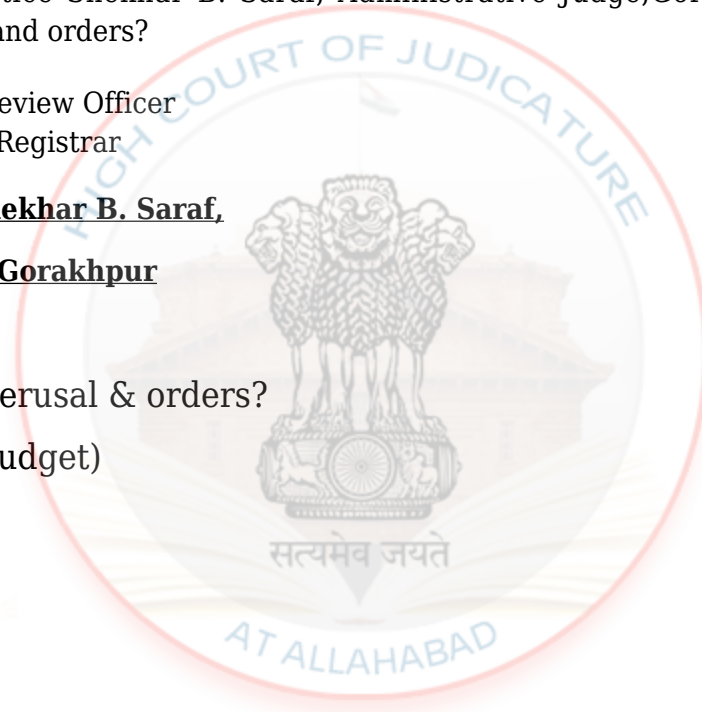 tice Shekhar B. Saraf, Administrative Judge,Gor
and orders?
eview Officer
Registrar
ekhar B. Saraf,
Gorakhpur
erusal & orders?
udget)
HIGH COURT OF JUDICATURE
सत्यमेव जयते
AT ALLAHABAD